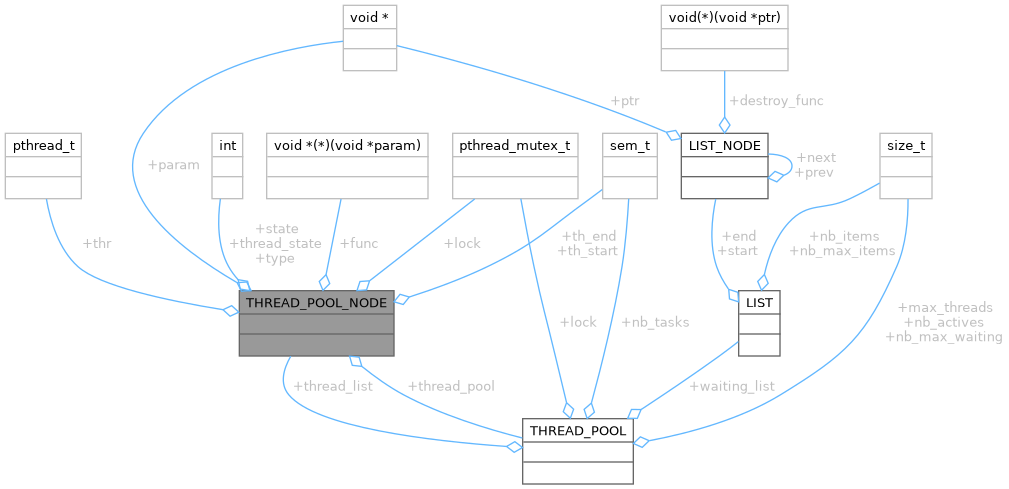 void *
void(*)(void *ptr)
+ptr
+destroy_func
pthread_t
int
void *(*)(void *param)
pthread_mutex_t
sem_t
LIST_NODE
size_t
+param
+next
+prev
+thr
+state
+thread_state
+type
+func
+lock
+th_end
+th_start
+end
+start
+nb_items
+nb_max_items
THREAD_POOL_NODE
LIST
+lock
+nb_tasks
+max_threads
+nb_actives
+nb_max_waiting
+thread_list
+thread_pool
+waiting_list
THREAD_POOL